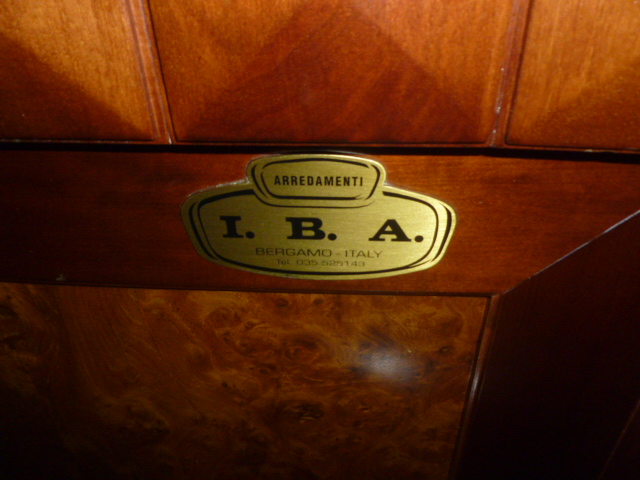 ARREDAMENTI
I. B. A.
BERGAMO - ITALY
Tel. 035-525143